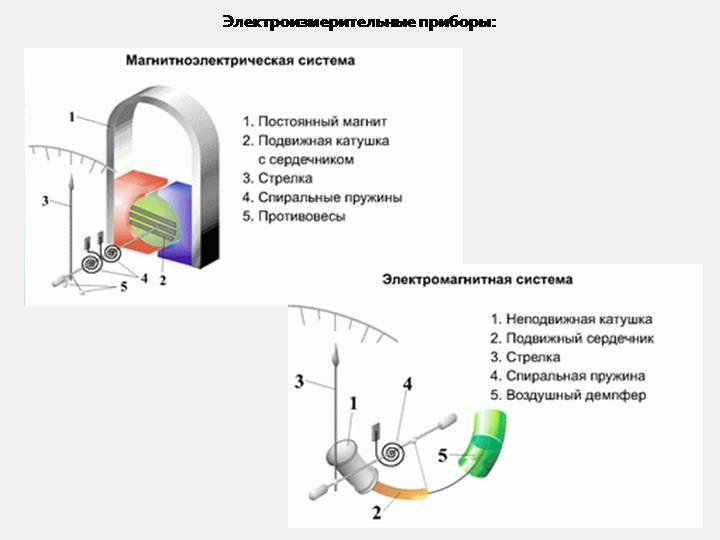 Электроизмерительные приборы:
Магнитноэлектрическая система
1. Постоянный магнит
2. Подвижная катушка
с сердечником
3. Стрелка
4. Спиральные пружины
5. Противовесы
1
3
4
2
5
Электромагнитная система
1. Неподвижная катушка
2. Подвижный сердечник
3. Стрелка
4. Спиральная пружина
5. Воздушный демпфер
3
4
1
5
2